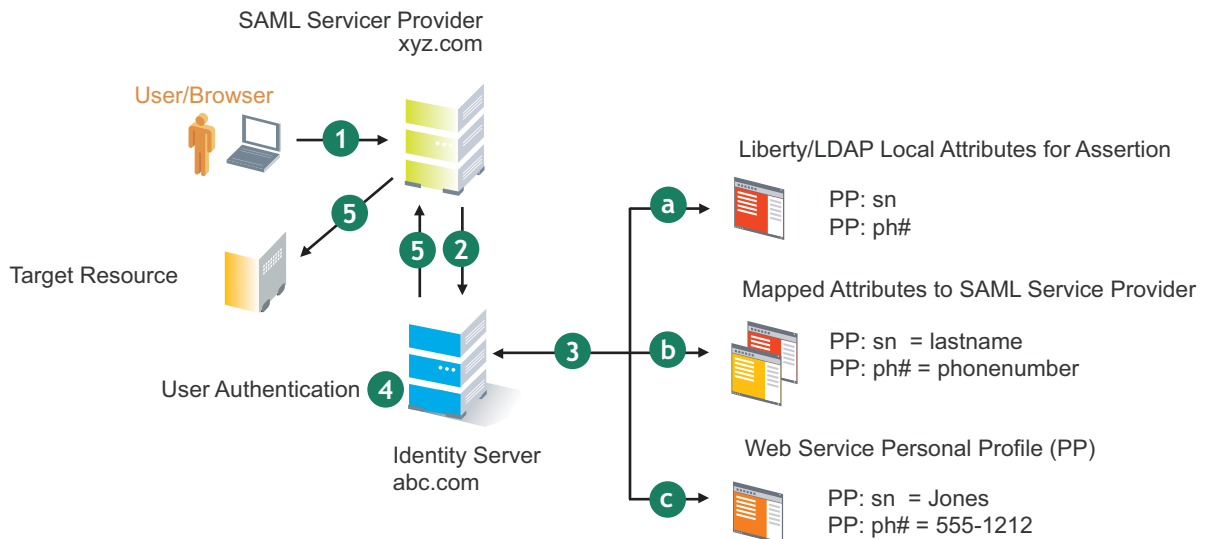 SAML Servicer Provider
xyz.com
User/Browser
1
Liberty/LDAP Local Attributes for Assertion
a
PP: sn
PP: ph#
5
5
2
Target Resource
Mapped Attributes to SAML Service Provider
3
b
PP: sn = lastname
PP: ph# = phonenumber
User Authentication 4
Identity Server
abc.com
Web Service Personal Profile (PP)
c
PP: sn = Jones
PP: ph# = 555-1212